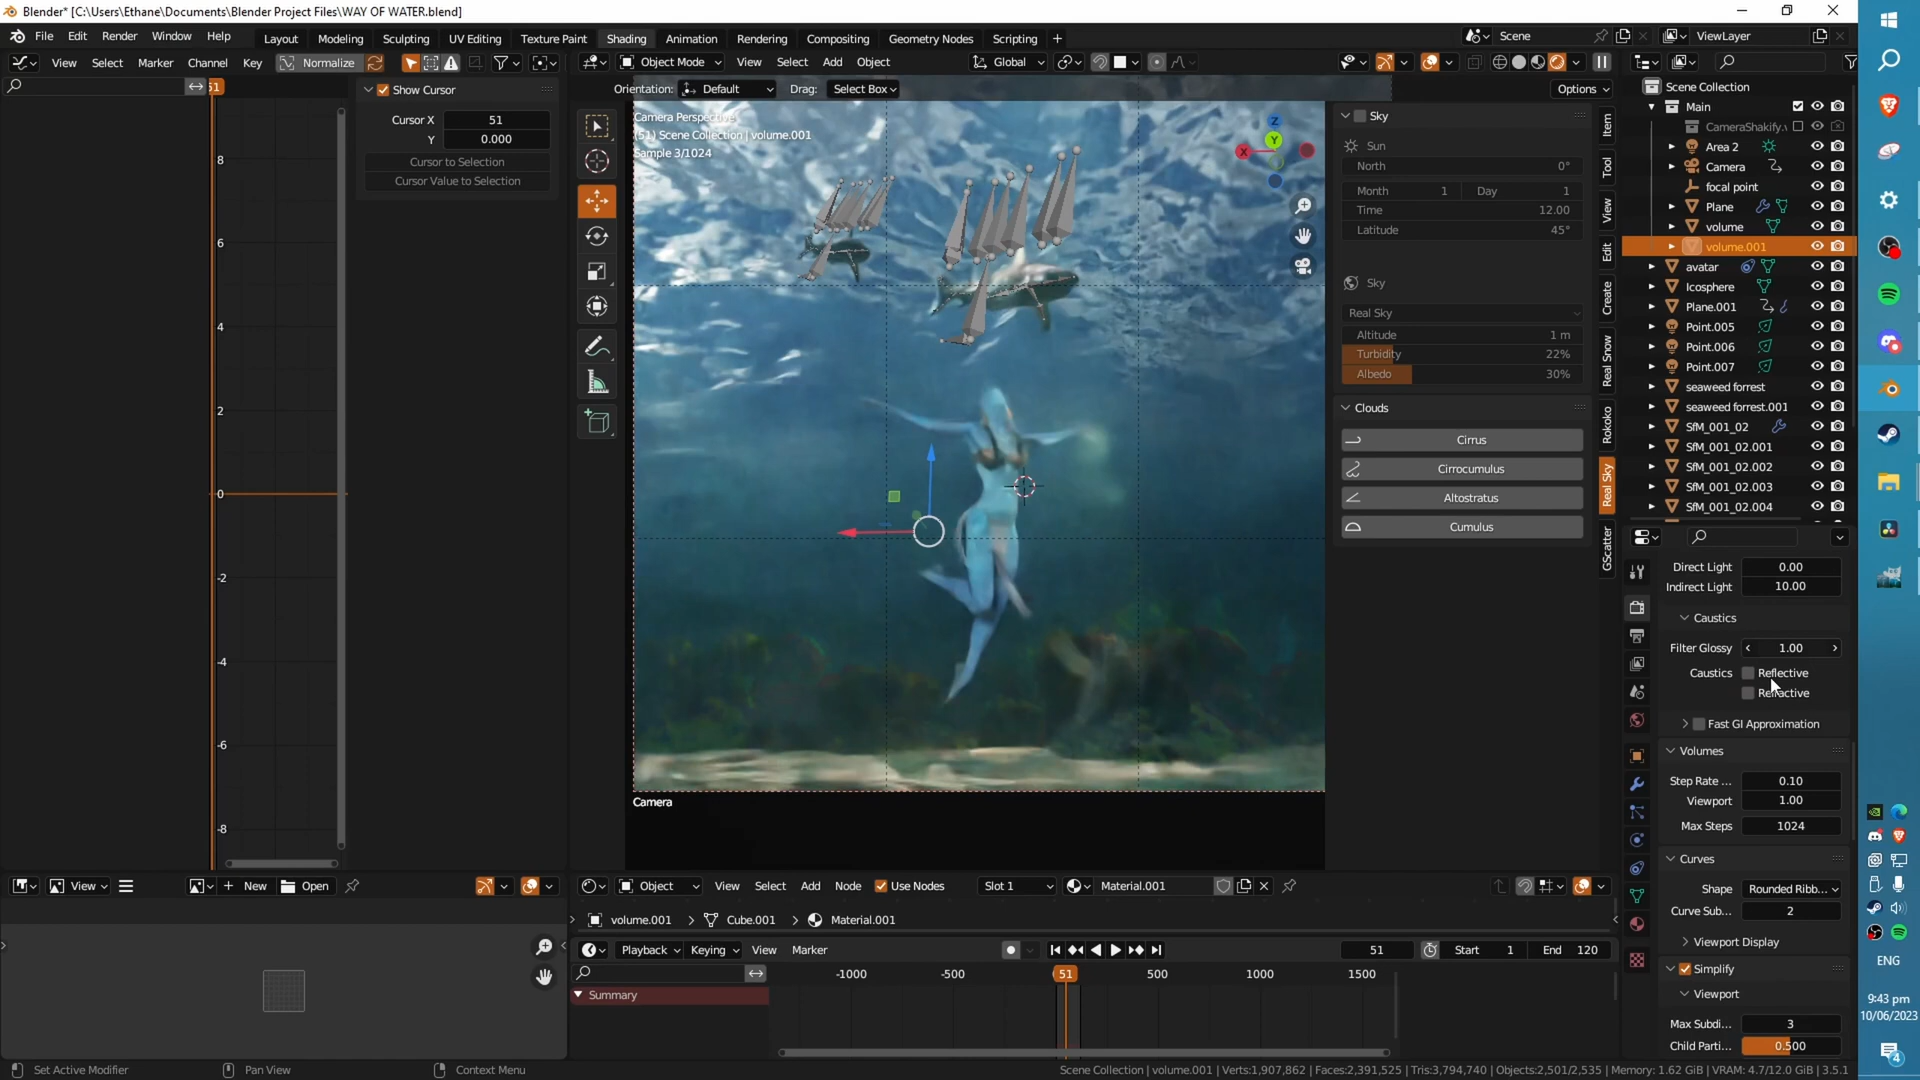 Blender* [C:\Users\Ethane\Documents\Blender Project Files\WAY OF WATER.blend]
File Edit Render Window Help
Layout Modeling Sculpting UV Editing Texture Paint Shading Animation Rendering Compositing Geometry Nodes Scripting +
Scene
ViewLayer
View Select Marker Channel Key Normalize
Object Mode View Select Add Object Global
Orientation: Default Drag: Select Box Options
51
Show Cursor
Cursor X 51
Y 0.000
Cursor to Selection
Cursor Value to Selection
8
6
4
2
0
-2
-4
-6
-8
Camera Perspective
(51) Scene Collection | volume.001
Sample 3/1024
Z
Y
X
Camera
Sky
Sun
North 0°
Month 1 Day 1
Time 12.00
Latitude 45°
Sky
Real Sky
Altitude 1 m
Turbidity 22%
Albedo 30%
Clouds
Cirrus
Cirrocumulus
Altostratus
Cumulus
Item
Tool
View
Edit
Create
Real Snow
Rokoko
Real Sky
GScatter
Scene Collection
Main
CameraShakify.v
Area 2
Camera
focal point
Plane
volume
volume.001
avatar
Icosphere
Plane.001
Point.005
Point.006
Point.007
seaweed forrest
seaweed forrest.001
SfM_001_02
SfM_001_02.001
SfM_001_02.002
SfM_001_02.003
SfM_001_02.004
Direct Light 0.00
Indirect Light 10.00
Caustics
Filter Glossy 1.00
Caustics Reflective
Refractive
Fast GI Approximation
Volumes
Step Rate ... 0.10
Viewport 1.00
Max Steps 1024
Curves
Shape Rounded Ribb...
Curve Sub... 2
Viewport Display
Simplify
Viewport
Max Subdi... 3
Child Parti... 0.500
View New Open
Object View Select Add Node Use Nodes Slot 1 Material.001
volume.001 > Cube.001 > Material.001
Playback Keying View Marker 51 Start 1 End 120
-1000 -500 51 500 1000 1500
Summary
Set Active Modifier Pan View Context Menu
Scene Collection | volume.001 | Verts:1,907,862 | Faces:2,391,525 | Tris:3,794,740 | Objects:2,501/2,535 | Memory: 1.62 GiB | VRAM: 4.7/12.0 GiB | 3.5.1
ENG
9:43 pm
10/06/2023
4